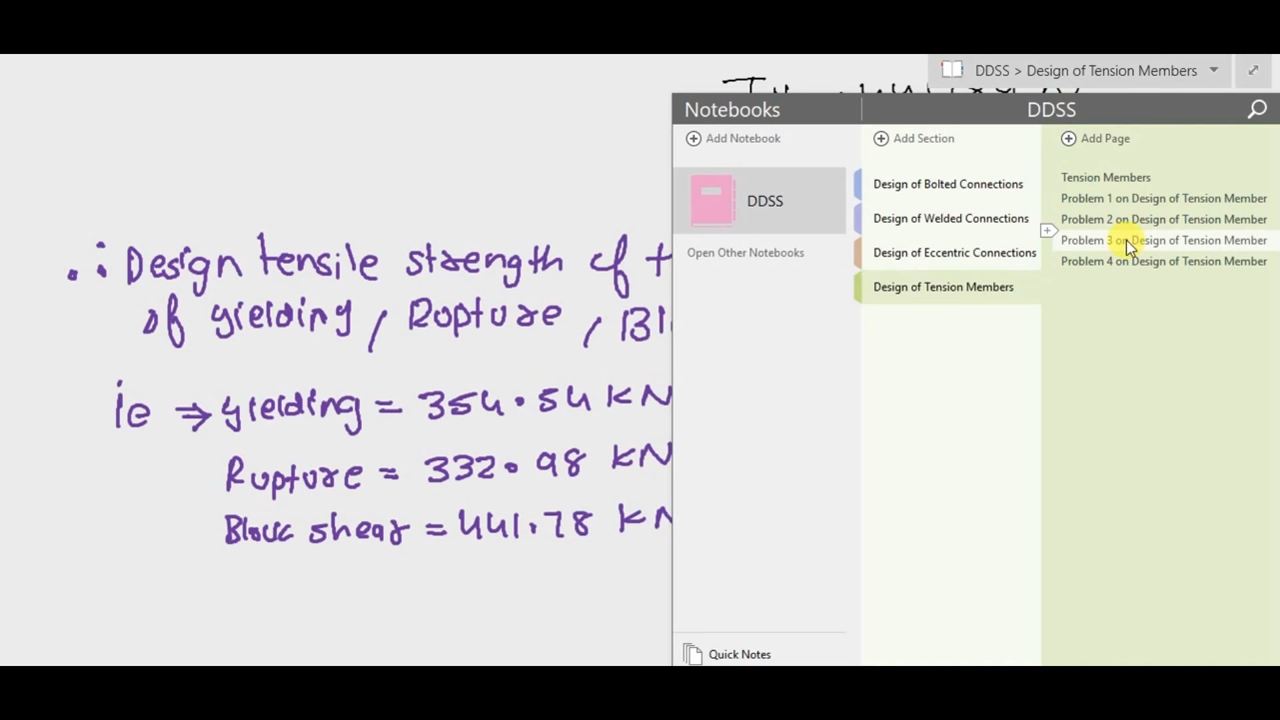 DDSS > Design of Tension Members
Notebooks
DDSS
Add Notebook
Add Section
Add Page
DDSS
Open Other Notebooks
Design of Bolted Connections
Design of Welded Connections
Design of Eccentric Connections
Design of Tension Members
Tension Members
Problem 1 on Design of Tension Member
Problem 2 on Design of Tension Member
Problem 3 on Design of Tension Member
Problem 4 on Design of Tension Member
Quick Notes
∴ Design tensile strength of
of yielding, Rupture,
ie ⇒ yielding = 354.54 KN
Rupture = 332.98 KN
Block shear = 441.78 KN